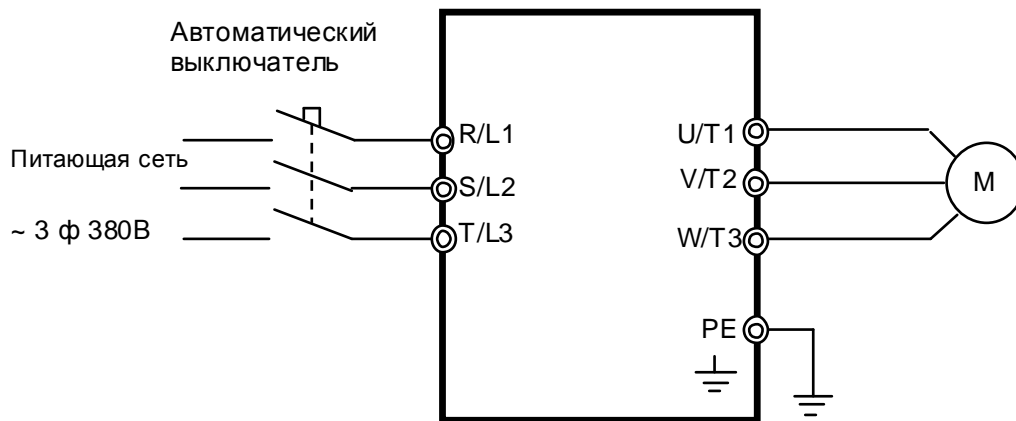 Автоматический
выключатель
R/L1
U/T1
Питающая сеть
S/L2
V/T2
M
~ 3 ф 380В
T/L3
W/T3
PE